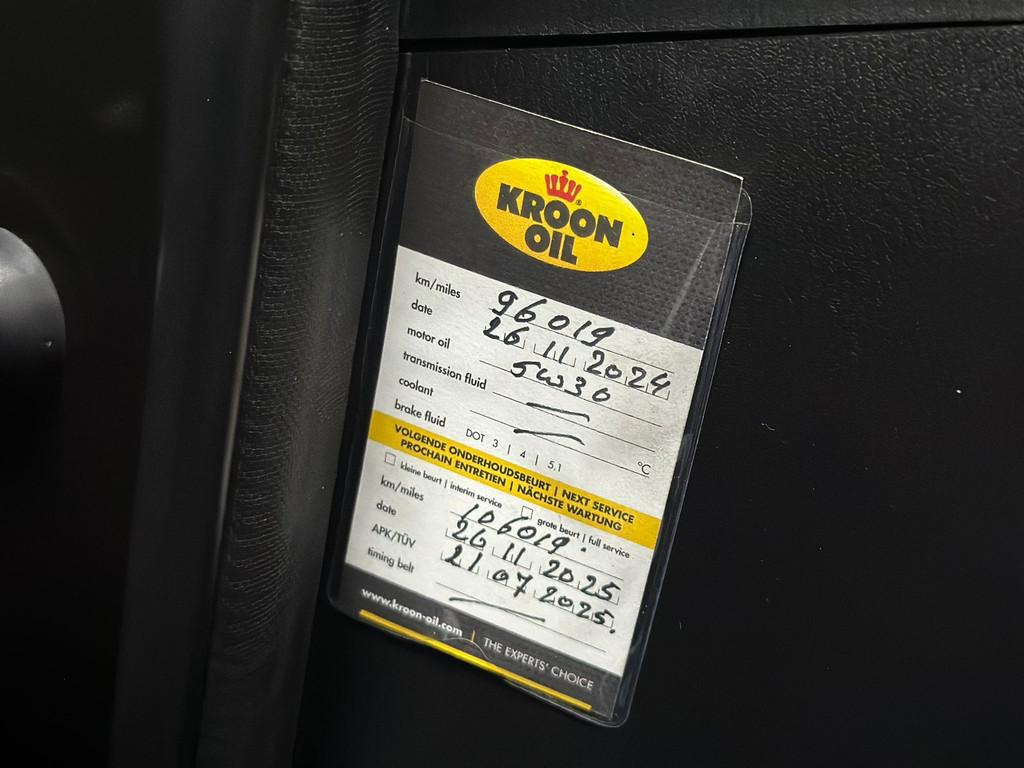 KROON
OIL
km/miles 96019
date 26 11 2024
motor oil 5W30
transmission fluid
coolant
brake fluid DOT 3 | 4 | 5.1 °C
VOLGENDE ONDERHOUDSBEURT | NEXT SERVICE
PROCHAIN ENTRETIEN | NÄCHSTE WARTUNG
kleine beurt | interim service grote beurt | full service
km/miles 106019.
date 26 11 2025
APK/TÜV 21 07 2025.
timing belt
www.kroon-oil.com | THE EXPERTS' CHOICE